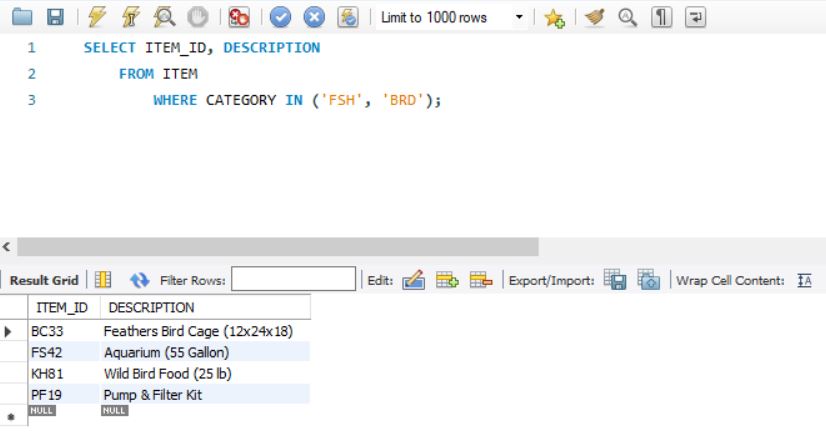 Limit to 1000 rows
1 SELECT ITEM_ID, DESCRIPTION
2 FROM ITEM
3 WHERE CATEGORY IN ('FSH', 'BRD');
Result Grid Filter Rows: Edit: Export/Import: Wrap Cell Content: IA
ITEM_ID DESCRIPTION
BC33 Feathers Bird Cage (12x24x18)
FS42 Aquarium (55 Gallon)
KH81 Wild Bird Food (25 lb)
PF19 Pump & Filter Kit
NULL NULL